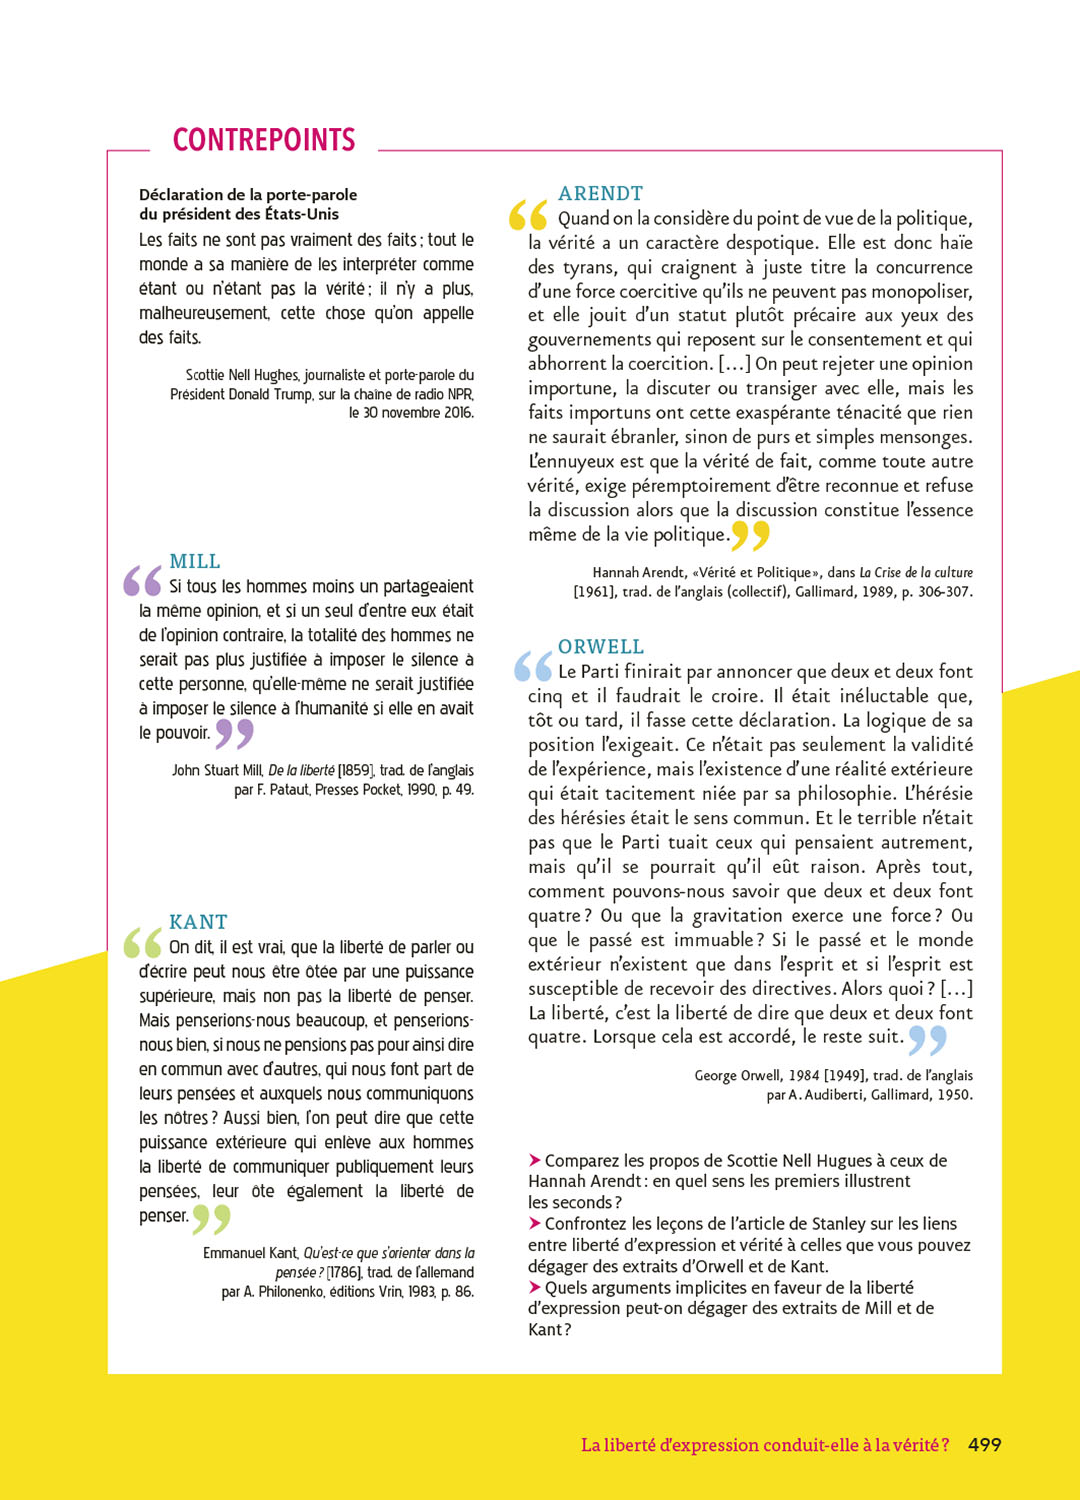 CONTREPOINTS
Déclaration de la porte-parole
du président des États-Unis
Les faits ne sont pas vraiment des faits ; tout le
monde a sa manière de les interpréter comme
étant ou n'étant pas la vérité ; il n'y a plus,
malheureusement, cette chose qu'on appelle
des faits.
Scottie Nell Hughes, journaliste et porte-parole du
Président Donald Trump, sur la chaîne de radio NPR,
le 30 novembre 2016.
MILL
“ Si tous les hommes moins un partageaient
la même opinion, et si un seul d'entre eux était
de l'opinion contraire, la totalité des hommes ne
serait pas plus justifiée à imposer le silence à
cette personne, qu'elle-même ne serait justifiée
à imposer le silence à l'humanité si elle en avait
le pouvoir. ”
John Stuart Mill, De la liberté [1859], trad. de l'anglais
par F. Pataut, Presses Pocket, 1990, p. 49.
KANT
“ On dit, il est vrai, que la liberté de parler ou
d'écrire peut nous être ôtée par une puissance
supérieure, mais non pas la liberté de penser.
Mais penserions-nous beaucoup, et penserions-
nous bien, si nous ne pensions pas pour ainsi dire
en commun avec d'autres, qui nous font part de
leurs pensées et auxquels nous communiquons
les nôtres ? Aussi bien, l'on peut dire que cette
puissance extérieure qui enlève aux hommes
la liberté de communiquer publiquement leurs
pensées, leur ôte également la liberté de
penser. ”
Emmanuel Kant, Qu'est-ce que s'orienter dans la
pensée ? [1786], trad. de l'allemand
par A. Philonenko, éditions Vrin, 1983, p. 86.
ARENDT
“ Quand on la considère du point de vue de la politique,
la vérité a un caractère despotique. Elle est donc haïe
des tyrans, qui craignent à juste titre la concurrence
d'une force coercitive qu'ils ne peuvent pas monopoliser,
et elle jouit d'un statut plutôt précaire aux yeux des
gouvernements qui reposent sur le consentement et qui
abhorrent la coercition. […] On peut rejeter une opinion
importune, la discuter ou transiger avec elle, mais les
faits importuns ont cette exaspérante ténacité que rien
ne saurait ébranler, sinon de purs et simples mensonges.
L'ennuyeux est que la vérité de fait, comme toute autre
vérité, exige péremptoirement d'être reconnue et refuse
la discussion alors que la discussion constitue l'essence
même de la vie politique. ”
Hannah Arendt, «Vérité et Politique», dans La Crise de la culture
[1961], trad. de l'anglais (collectif), Gallimard, 1989, p. 306-307.
ORWELL
“ Le Parti finirait par annoncer que deux et deux font
cinq et il faudrait le croire. Il était inéluctable que,
tôt ou tard, il fasse cette déclaration. La logique de sa
position l'exigeait. Ce n'était pas seulement la validité
de l'expérience, mais l'existence d'une réalité extérieure
qui était tacitement niée par sa philosophie. L'hérésie
des hérésies était le sens commun. Et le terrible n'était
pas que le Parti tuait ceux qui pensaient autrement,
mais qu'il se pourrait qu'il eût raison. Après tout,
comment pouvons-nous savoir que deux et deux font
quatre ? Ou que la gravitation exerce une force ? Ou
que le passé est immuable ? Si le passé et le monde
extérieur n'existent que dans l'esprit et si l'esprit est
susceptible de recevoir des directives. Alors quoi ? […]
La liberté, c'est la liberté de dire que deux et deux font
quatre. Lorsque cela est accordé, le reste suit. ”
George Orwell, 1984 [1949], trad. de l'anglais
par A. Audiberti, Gallimard, 1950.
➤ Comparez les propos de Scottie Nell Hugues à ceux de
Hannah Arendt : en quel sens les premiers illustrent
les seconds ?
➤ Confrontez les leçons de l'article de Stanley sur les liens
entre liberté d'expression et vérité à celles que vous pouvez
dégager des extraits d'Orwell et de Kant.
➤ Quels arguments implicites en faveur de la liberté
d'expression peut-on dégager des extraits de Mill et de
Kant ?
La liberté d'expression conduit-elle à la vérité ? 499